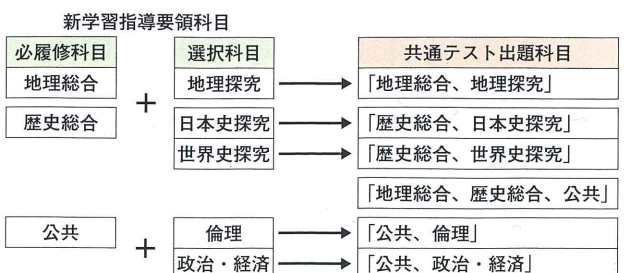 新学習指導要領科目
必履修科目 選択科目 共通テスト出題科目
地理総合 + 地理探究 「地理総合、地理探究」
歴史総合 日本史探究 「歴史総合、日本史探究」
世界史探究 「歴史総合、世界史探究」
「地理総合、歴史総合、公共」
公共 + 倫理 「公共、倫理」
政治・経済 「公共、政治・経済」